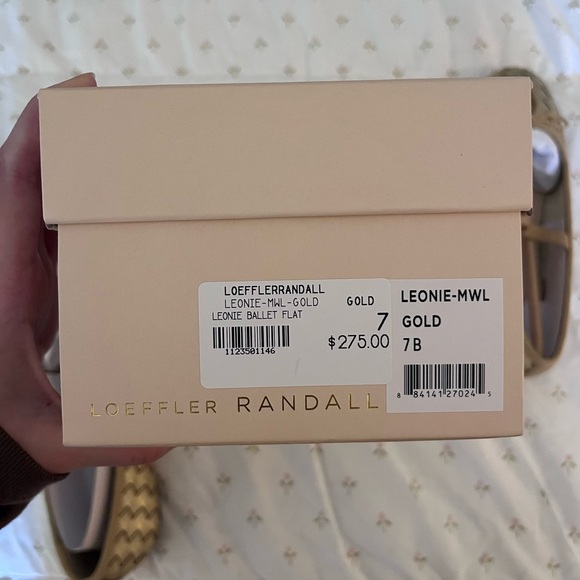 LOEFFLERRANDALL
LEONIE-MWL-GOLD GOLD
LEONIE BALLET FLAT 7
$275.00
1123501146
LEONIE-MWL
GOLD
7 B
8 84141 27024 5
LOEFFLER RANDALL